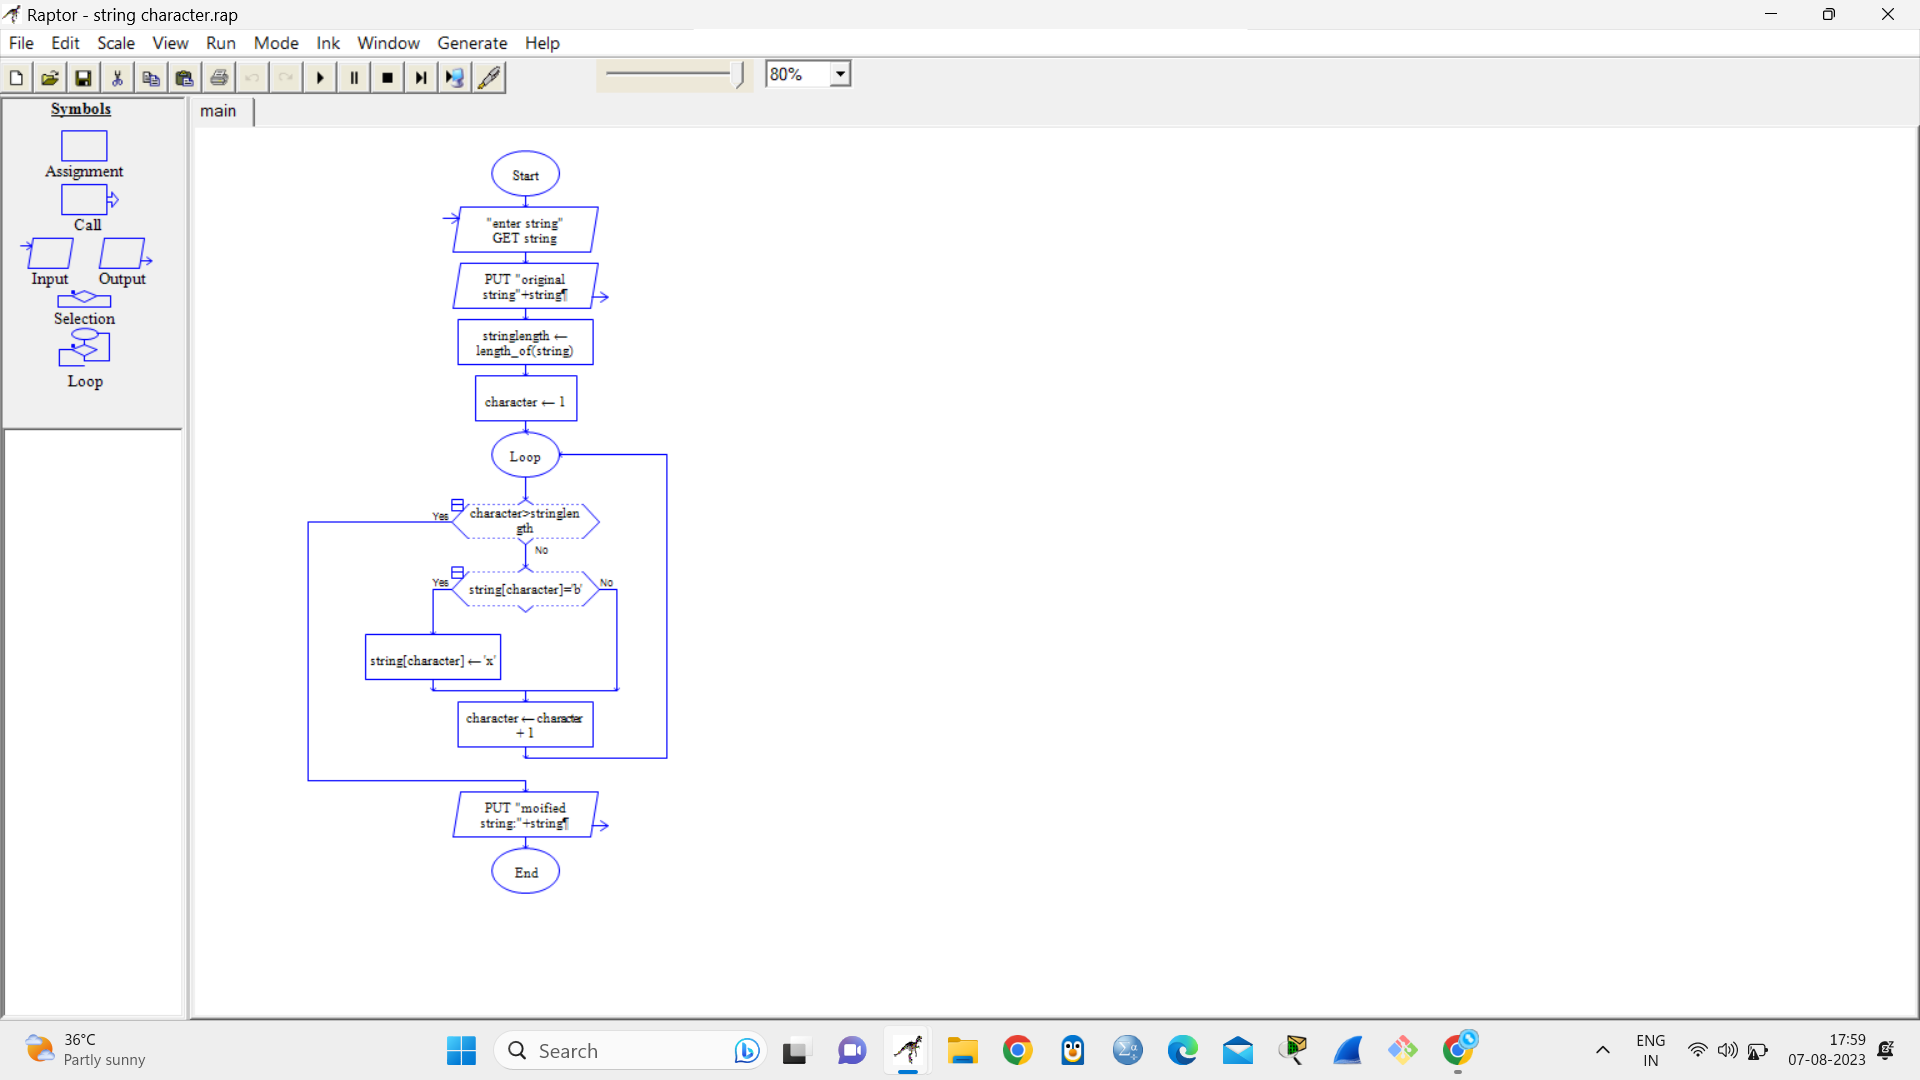 Raptor - string character.rap
File Edit Scale View Run Mode Ink Window Generate Help
80%
Symbols
Assignment
Call
Input Output
Selection
Loop
main
Start
"enter string"
GET string
PUT "original
string"+string¶
stringlength ←
length_of(string)
character ← 1
Loop
Yes
character>stringlen
gth
No
Yes
string[character]='b'
No
string[character] ← 'x'
character ← character
+ 1
PUT "moified
string:"+string¶
End
36°C
Partly sunny
Search
ENG
IN
17:59
07-08-2023